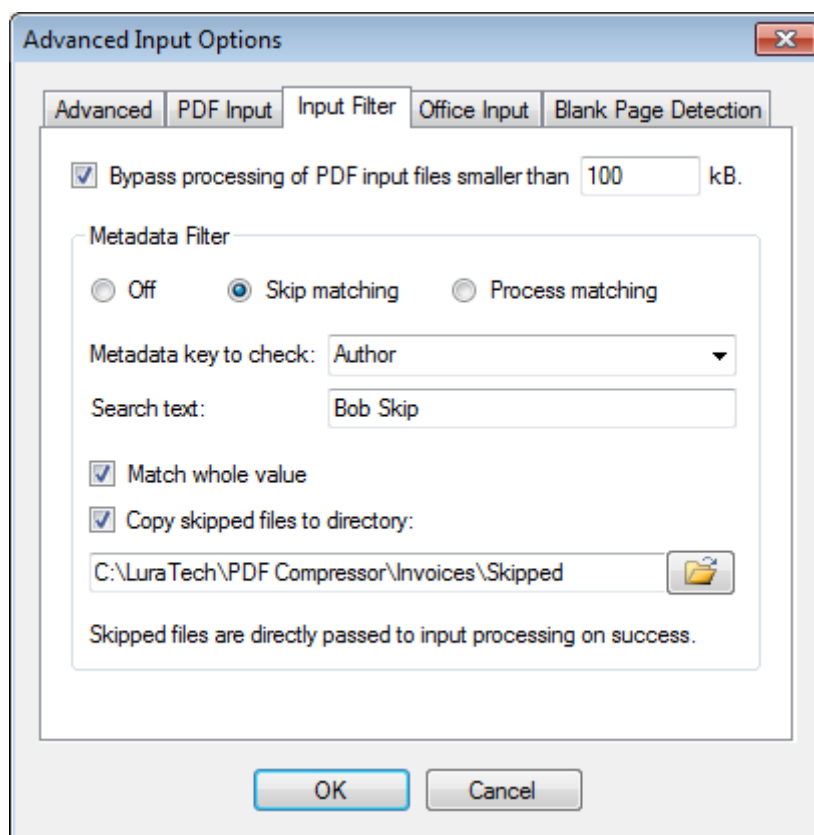 Advanced Input Options
Advanced PDF Input Input Filter Office Input Blank Page Detection
Bypass processing of PDF input files smaller than 100 kB.
Metadata Filter
Off Skip matching Process matching
Metadata key to check: Author
Search text: Bob Skip
Match whole value
Copy skipped files to directory:
C:\LuraTech\PDF Compressor\Invoices\Skipped
Skipped files are directly passed to input processing on success.
OK Cancel